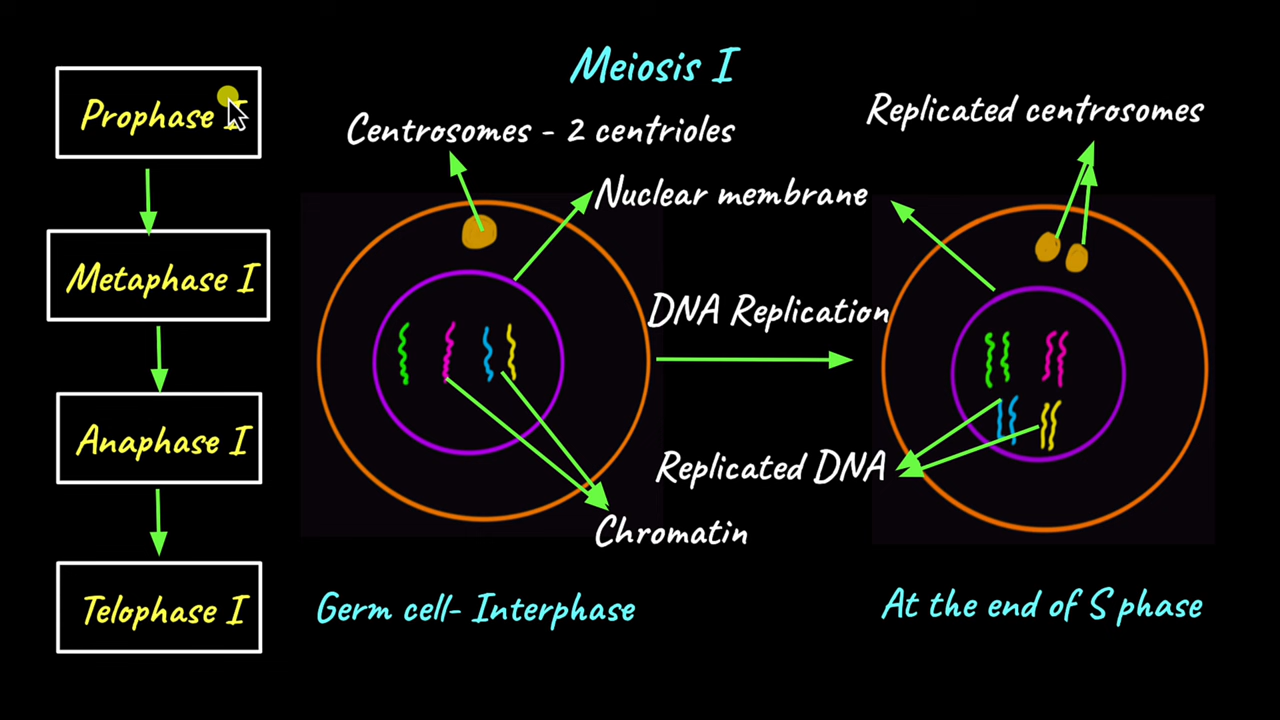 Meiosis I
Prophase I
Metaphase I
Anaphase I
Telophase I
Centrosomes - 2 centrioles
Nuclear membrane
Replicated centrosomes
DNA Replication
Replicated DNA
Chromatin
Germ cell- Interphase
At the end of S phase